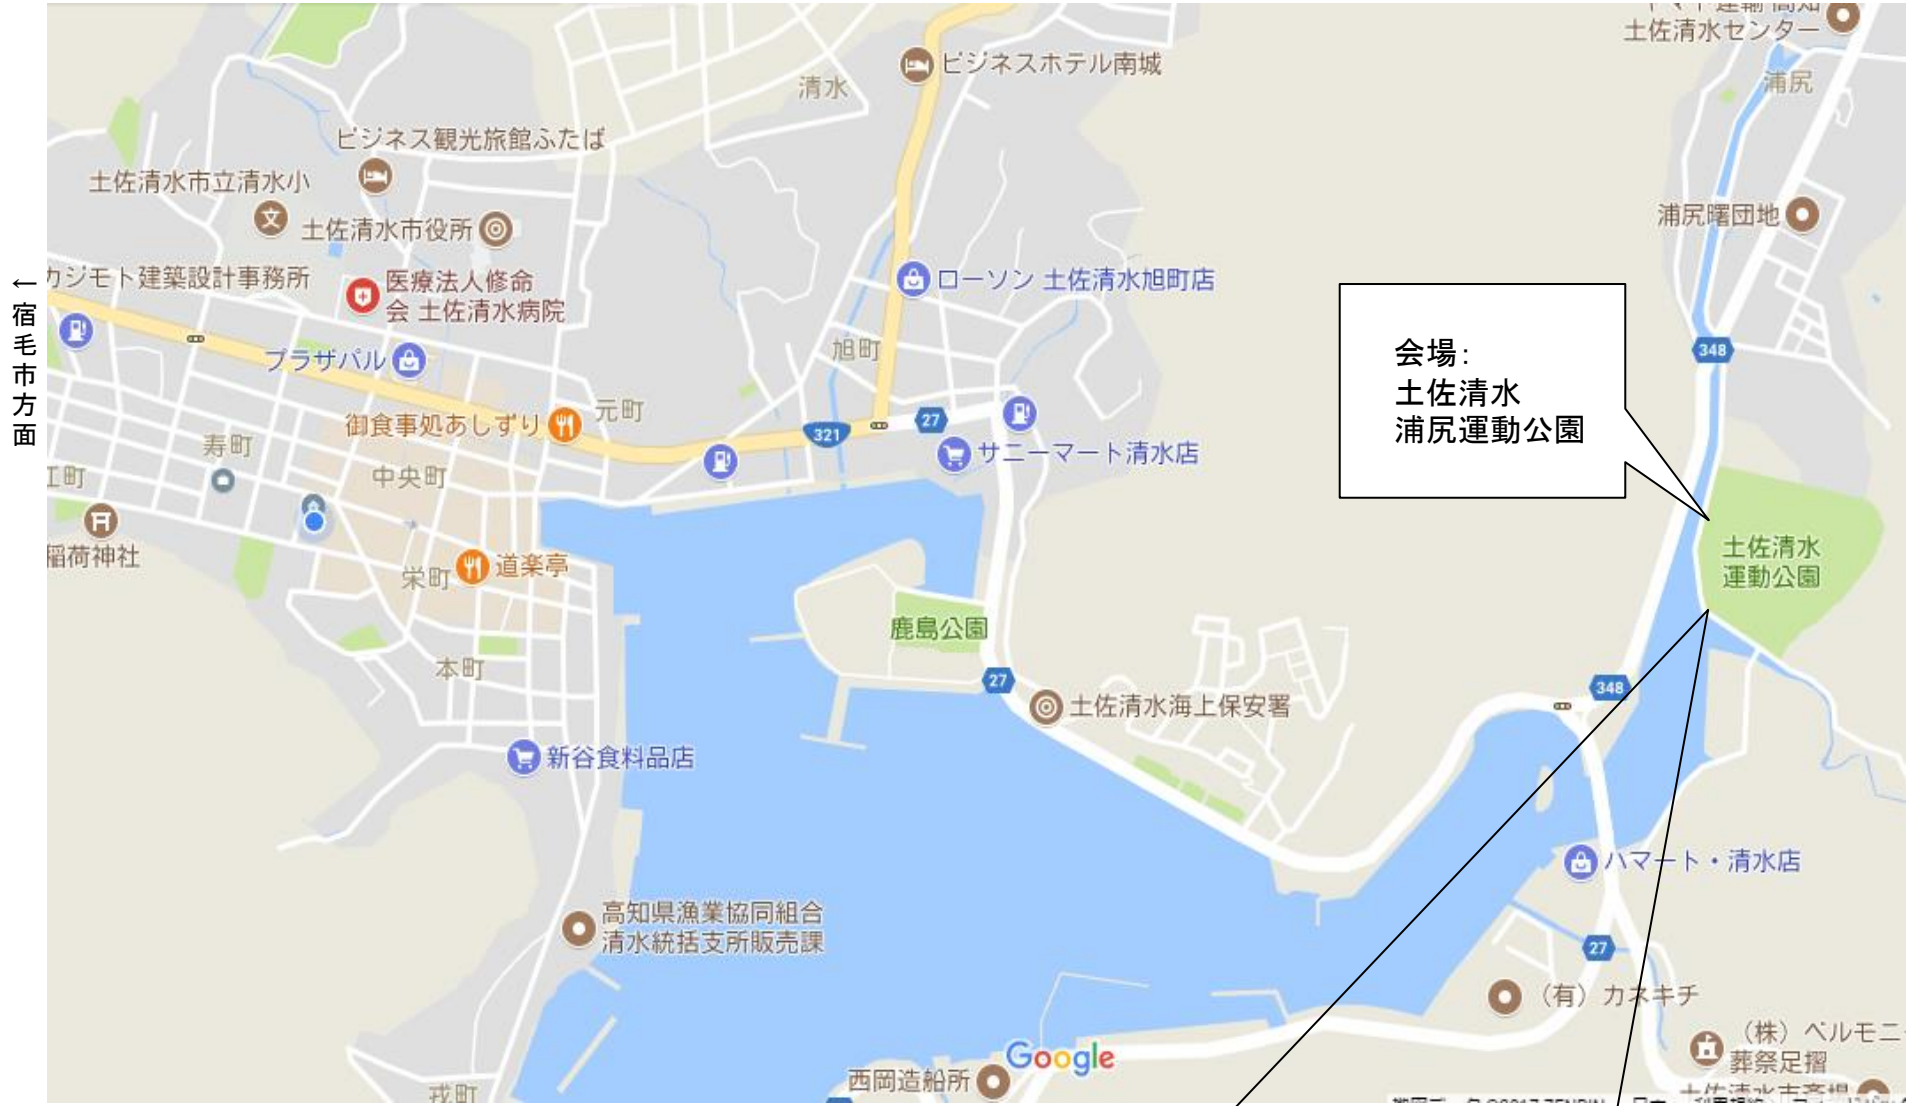 土佐清水センター
ビジネスホテル南城
清水
浦尻
ビジネス観光旅館ふたば
土佐清水市立清水小
土佐清水市役所
浦尻曙団地
カジモト建築設計事務所
医療法人修命
会 土佐清水病院
ローソン 土佐清水旭町店
←宿毛市方面
348
旭町
プラザパル
会場：
土佐清水
浦尻運動公園
元町
御食事処あしずり
27
321
寿町
サニーマート清水店
中央町
江町
稲荷神社
栄町
道楽亭
土佐清水
運動公園
鹿島公園
本町
27
348
土佐清水海上保安署
新谷食料品店
ハマート・清水店
高知県漁業協同組合
清水統括支所販売課
27
（有）カネキチ
（株）ベルモニ
葬祭足摺
Google
西岡造船所
土佐清水市斎場
戎町